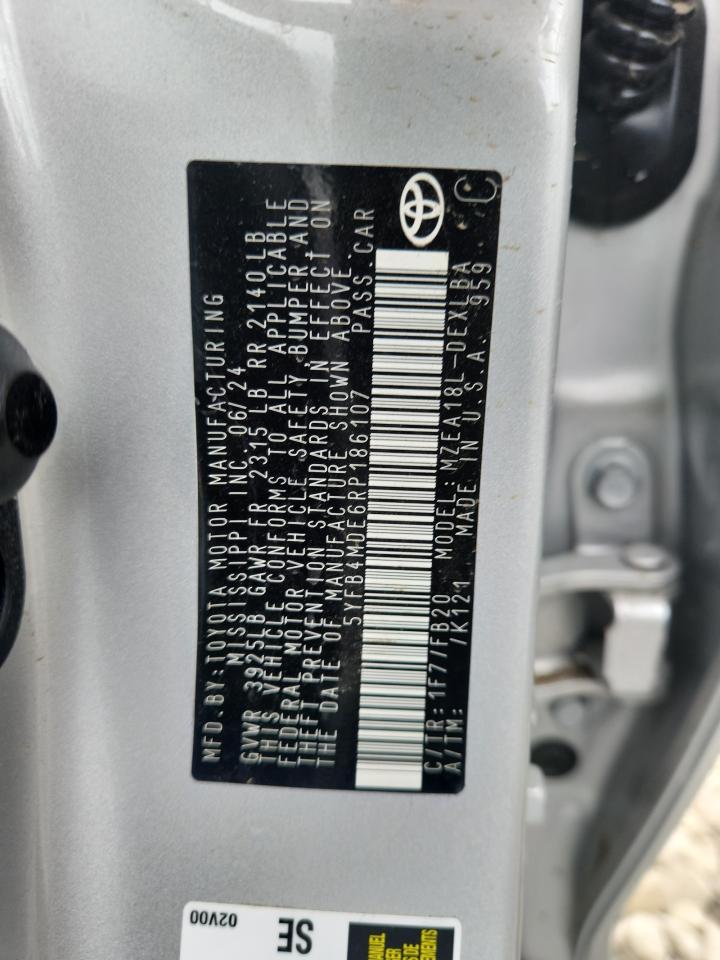 MFD.BY:TOYOTA MOTOR MANUFACTURING
MISSISSIPPI INC.06/24
GVWR 3925LB GAWR FR 2315 LB RR 2140LB
THIS VEHICLE CONFORMS TO ALL APPLICABLE
FEDERAL MOTOR VEHICLE SAFETY, BUMPER AND
THEFT PREVENTION STANDARDS IN EFFECT ON
THE DATE OF MANUFACTURE SHOWN ABOVE.
5YFB4MDE6RP186107 PASS.CAR
C/TR:1F7/FB20 MODEL:MZEA18L-DEXLBA
A/TM: /K121 MADE IN U.S.A. 959
C
02V00
SE